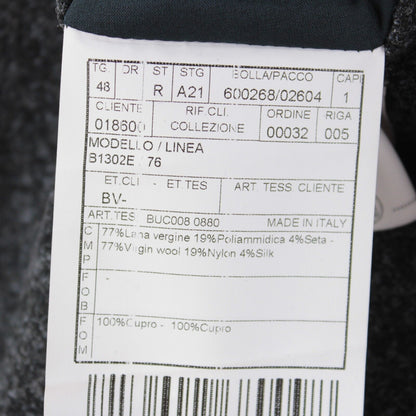 TG. DR ST STG BOLLA/PACCO CAPI
48 R A21 600268/02604 1
CLIENTE RIF.CLI. ORDINE RIGA
018600 COLLEZIONE 00032 005
MODELLO / LINEA
B1302E 76
ET.CLI - ET.TES ART. TESS CLIENTE
BV-
ART.TES BUC008 0880 MADE IN ITALY
CMP 77%Lana vergine 19%Poliammidica 4%Seta -
77%Virgin wool 19%Nylon 4%Silk
FOB -
FOM 100%Cupro - 100%Cupro